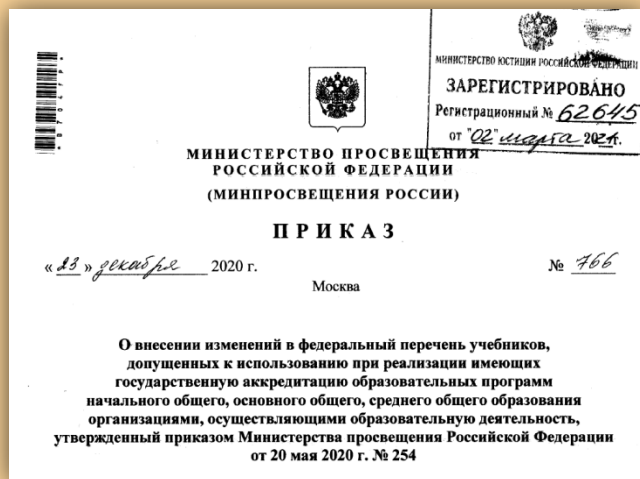 МИНИСТЕРСТВО ЮСТИЦИИ РОССИЙСКОЙ ФЕДЕРАЦИИ
ЗАРЕГИСТРИРОВАНО
Регистрационный № 62645
от "02" марта 2021г.
МИНИСТЕРСТВО ПРОСВЕЩЕНИЯ
РОССИЙСКОЙ ФЕДЕРАЦИИ
(МИНПРОСВЕЩЕНИЯ РОССИИ)
ПРИКАЗ
« 23 » декабря 2020 г.
№ 766
Москва
О внесении изменений в федеральный перечень учебников,
допущенных к использованию при реализации имеющих
государственную аккредитацию образовательных программ
начального общего, основного общего, среднего общего образования
организациями, осуществляющими образовательную деятельность,
утвержденный приказом Министерства просвещения Российской Федерации
от 20 мая 2020 г. № 254